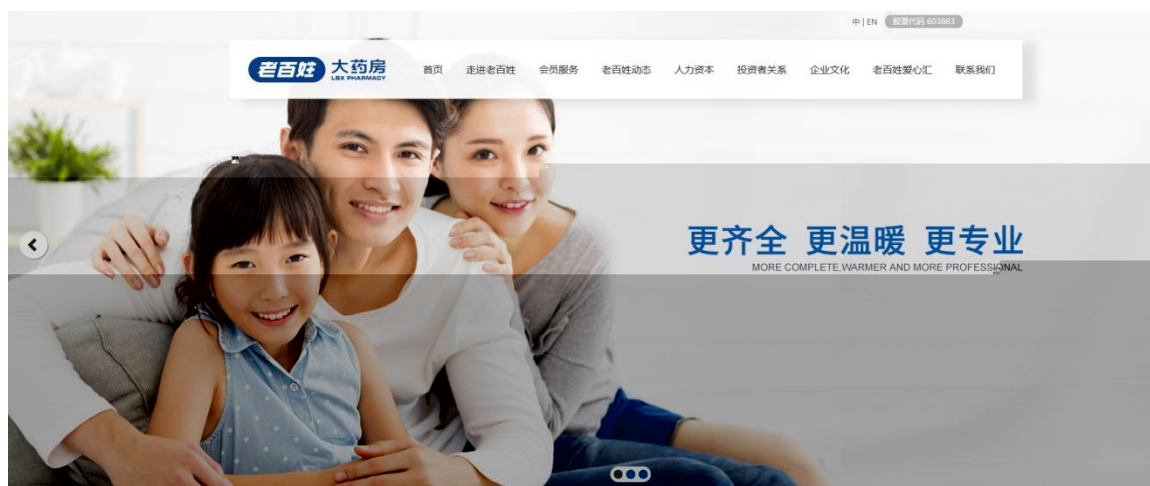 中 | EN 股票代码 603883
老百姓 大药房
LBX PHARMACY
首页 走进老百姓 会员服务 老百姓动态 人力资本 投资者关系 企业文化 老百姓爱心汇 联系我们
更齐全 更温暖 更专业
MORE COMPLETE,WARMER AND MORE PROFESSIONAL